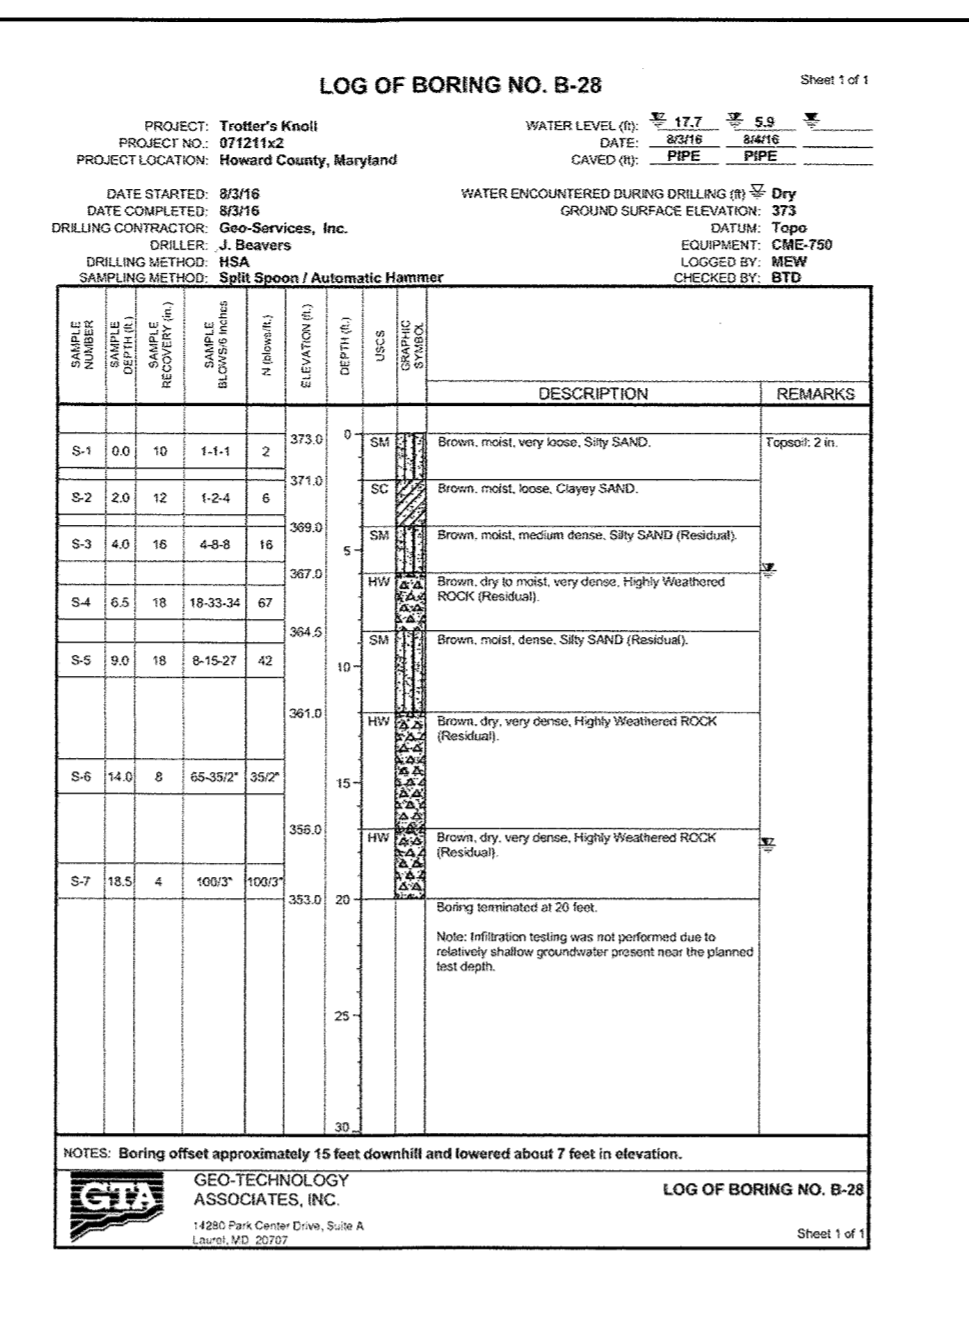 LOG OF BORING NO. B-28
Sheet 1 of 1
PROJECT: Trotter's Knoll
PROJECT NO.: 071211x2
PROJECT LOCATION: Howard County, Maryland
WATER LEVEL (ft): 17.7 5.9
DATE: 8/3/16 8/4/16
CAVED (ft): PIPE PIPE
DATE STARTED: 8/3/16
DATE COMPLETED: 8/3/16
DRILLING CONTRACTOR: Geo-Services, Inc.
DRILLER: J. Beavers
DRILLING METHOD: HSA
SAMPLING METHOD: Split Spoon / Automatic Hammer
WATER ENCOUNTERED DURING DRILLING (ft) Dry
GROUND SURFACE ELEVATION: 373
DATUM: Topo
EQUIPMENT: CME-750
LOGGED BY: MEW
CHECKED BY: BTD
SAMPLE NUMBER
SAMPLE DEPTH (ft.)
SAMPLE RECOVERY (in.)
SAMPLE BLOWS/6 inches
N (blows/ft.)
ELEVATION (ft.)
DEPTH (ft.)
USCS
GRAPHIC SYMBOL
DESCRIPTION
REMARKS
373.0 0
S-1 0.0 10 1-1-1 2 SM Brown, moist, very loose, Silty SAND. Topsoil: 2 in.
371.0
S-2 2.0 12 1-2-4 6 SC Brown, moist, loose, Clayey SAND.
369.0
S-3 4.0 16 4-8-8 16 SM Brown, moist, medium dense, Silty SAND (Residual).
5
367.0
HW Brown, dry to moist, very dense, Highly Weathered
ROCK (Residual).
S-4 6.5 18 18-33-34 67
364.5
SM Brown, moist, dense, Silty SAND (Residual).
S-5 9.0 18 8-15-27 42
10
361.0
HW Brown, dry, very dense, Highly Weathered ROCK
(Residual).
S-6 14.0 8 65-35/2" 35/2"
15
356.0
HW Brown, dry, very dense, Highly Weathered ROCK
(Residual).
S-7 18.5 4 100/3" 100/3"
353.0 20
Boring terminated at 20 feet.
Note: Infiltration testing was not performed due to
relatively shallow groundwater present near the planned
test depth.
25
30
NOTES: Boring offset approximately 15 feet downhill and lowered about 7 feet in elevation.
GTA
GEO-TECHNOLOGY
ASSOCIATES, INC.
14280 Park Center Drive, Suite A
Laurel, MD 20707
LOG OF BORING NO. B-28
Sheet 1 of 1